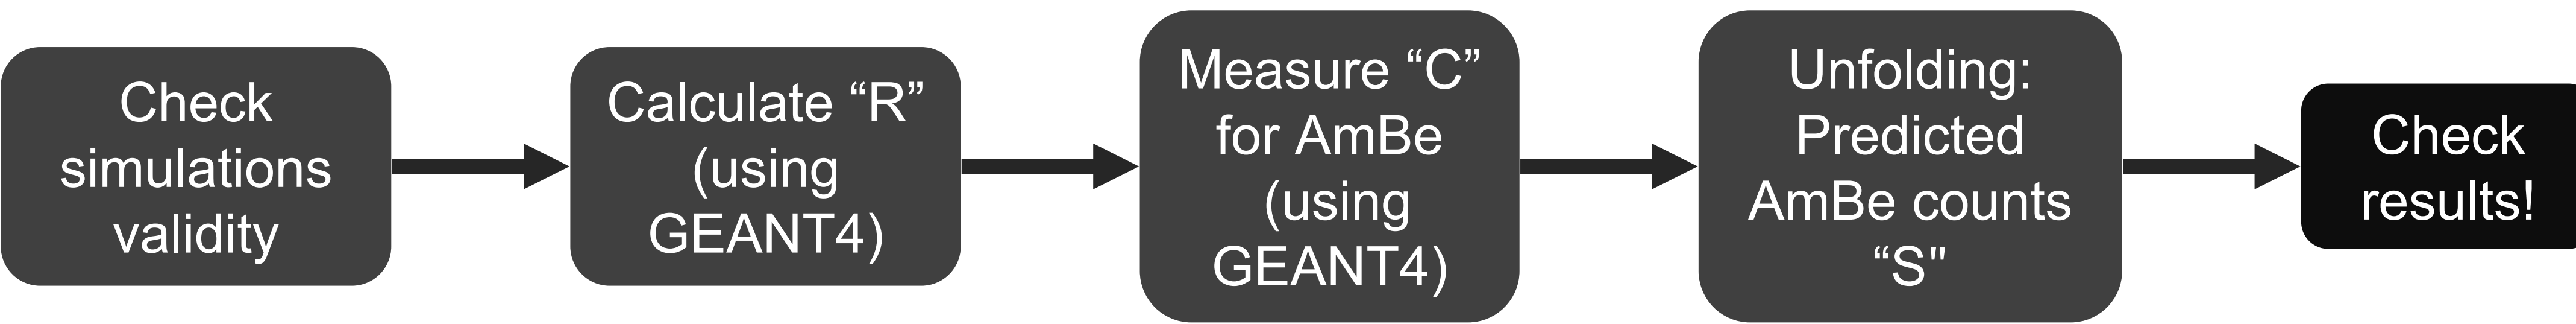 Check
simulations
validity
Calculate “R”
(using
GEANT4)
Measure “C”
for AmBe
(using
GEANT4)
Unfolding:
Predicted
AmBe counts
“S"
Check
results!